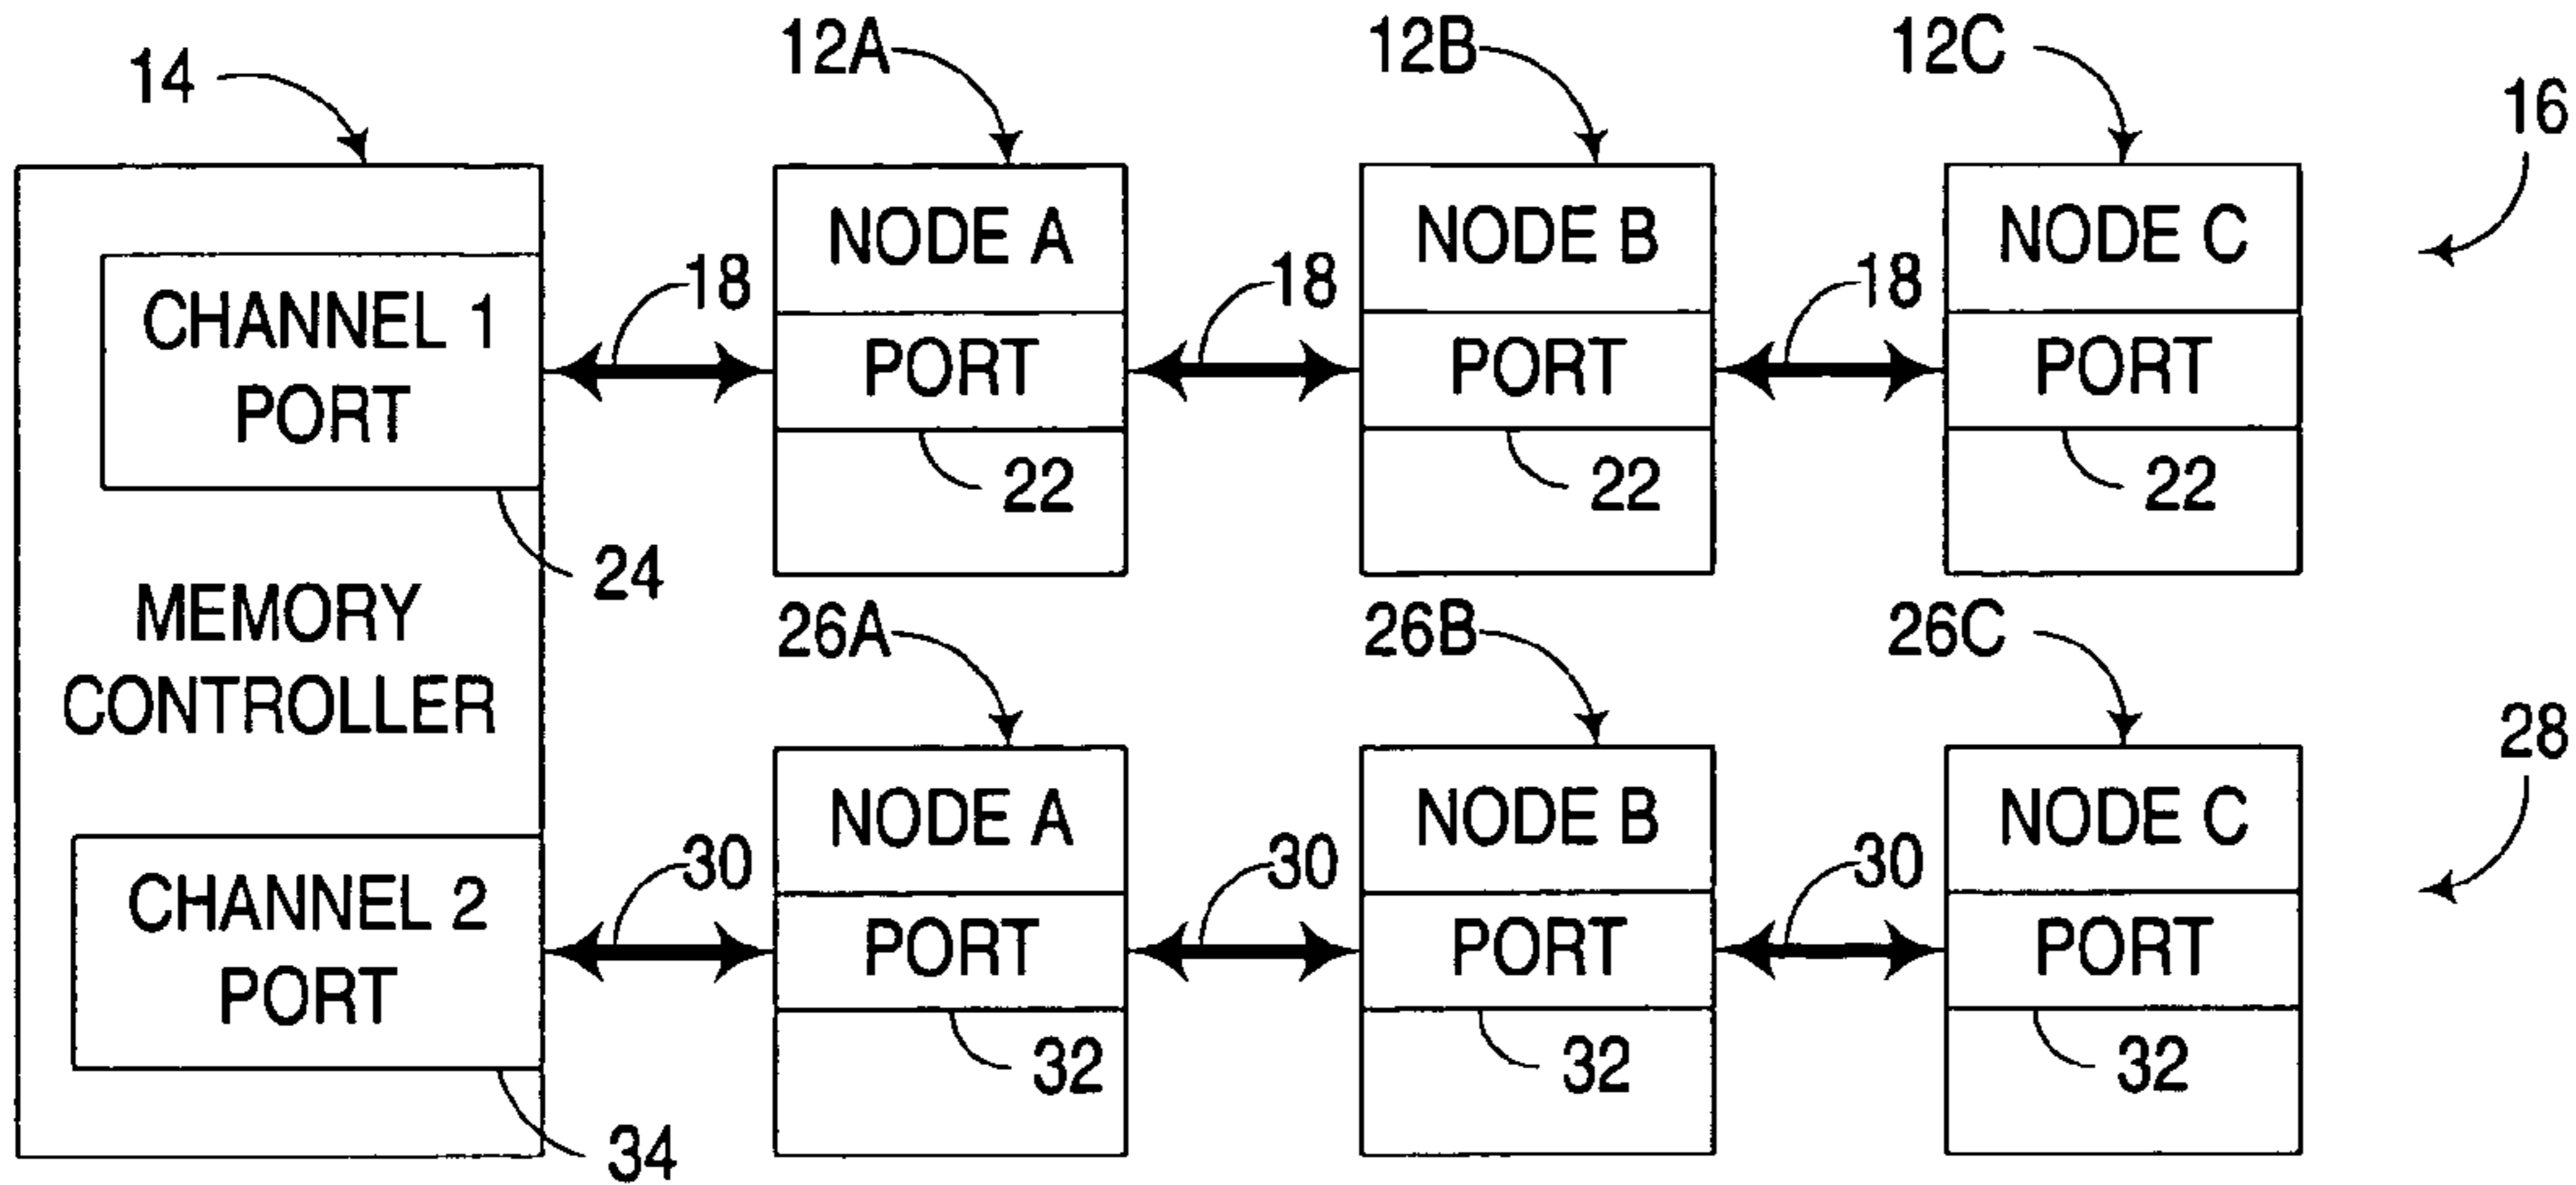 14
12A
12B
12C
16
NODE A
NODE B
NODE C
18
18
18
CHANNEL 1
PORT
PORT
PORT
PORT
22
22
22
24
MEMORY
CONTROLLER
26A
26B
26C
28
NODE A
NODE B
NODE C
30
30
30
CHANNEL 2
PORT
PORT
PORT
PORT
32
32
32
34